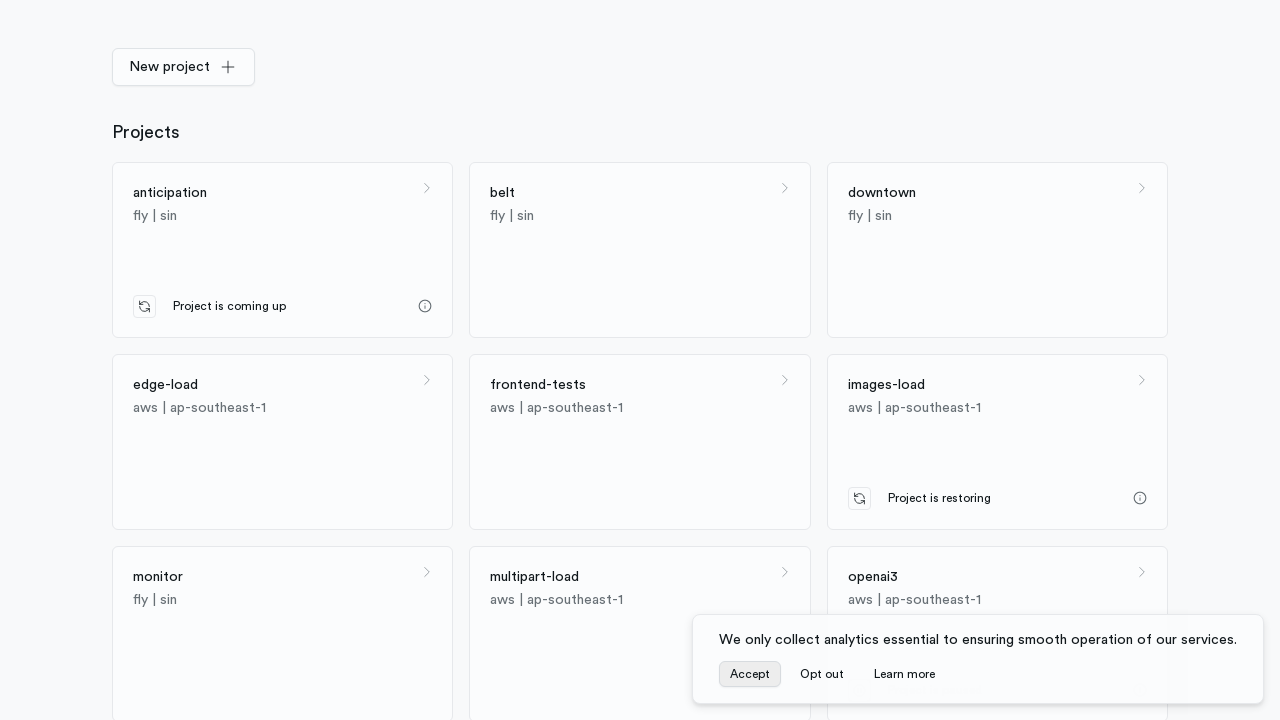 New project
Projects
anticipation
fly | sin
Project is coming up
belt
fly | sin
downtown
fly | sin
edge-load
aws | ap-southeast-1
frontend-tests
aws | ap-southeast-1
images-load
aws | ap-southeast-1
Project is restoring
monitor
fly | sin
multipart-load
aws | ap-southeast-1
openai3
aws | ap-southeast-1
We only collect analytics essential to ensuring smooth operation of our services.
Accept Opt out Learn more